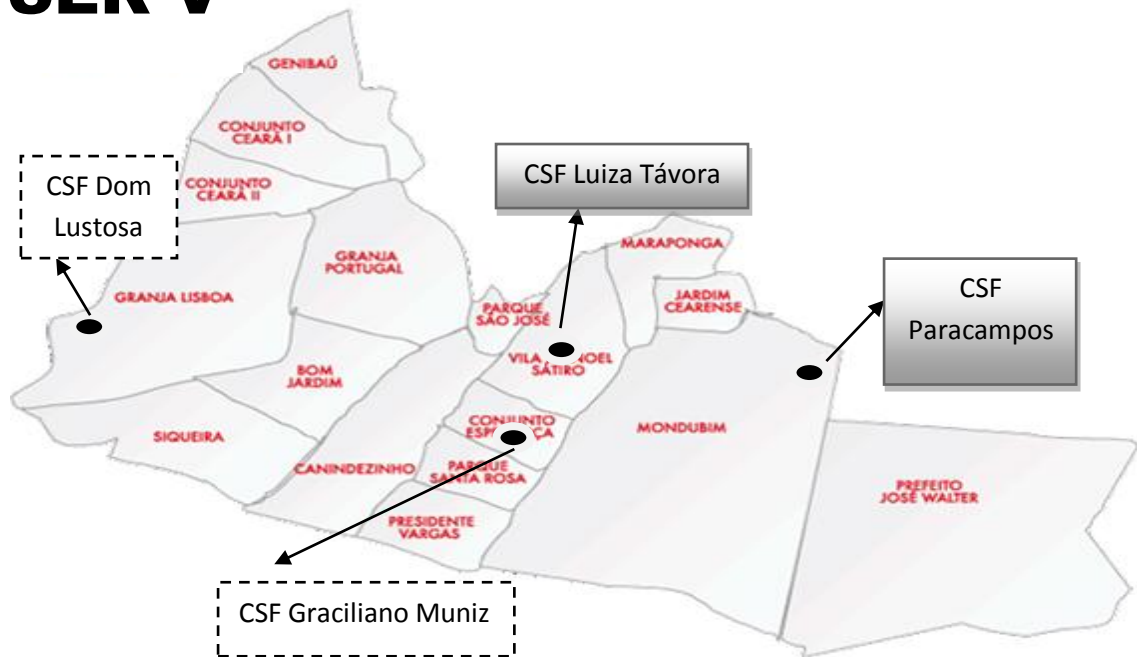 SER V
GENIBAÚ
CONJUNTO
CEARÁ I
CSF Dom
Lustosa
CONJUNTO
CEARÁ II
CSF Luiza Távora
MARAPONGA
GRANJA
PORTUGAL
GRANJA LISBOA
CSF
Paracampos
PARQUE
SÃO JOSÉ
JARDIM
CEARENSE
VILA NOEL
SÁTIRO
BOM
JARDIM
CONJUNTO
MONDUBIM
SIQUEIRA
CANINDEZINHO
PARQUE
SANTA ROSA
PREFEITO
JOSÉ WALTER
PRESIDENTE
VARGAS
CSF Graciliano Muniz